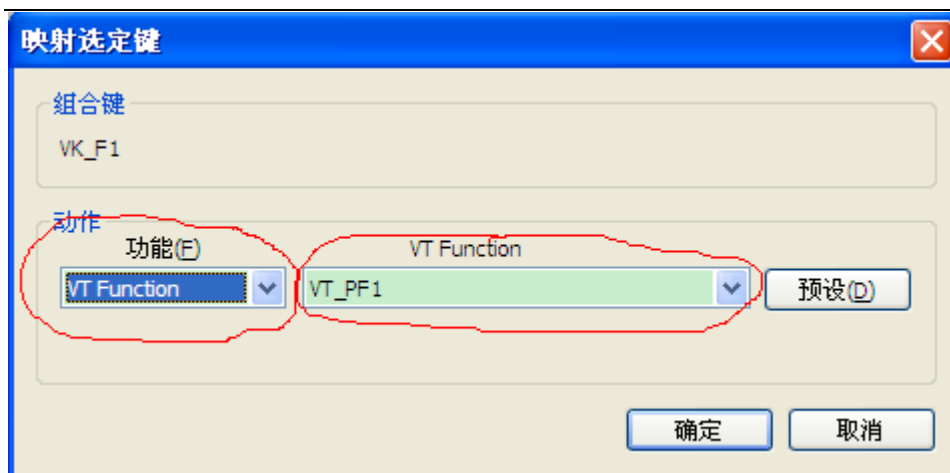 映射选定键
组合键
VK_F1
动作
功能(F) VT Function
VT Function VT_PF1 预设(D)
确定 取消